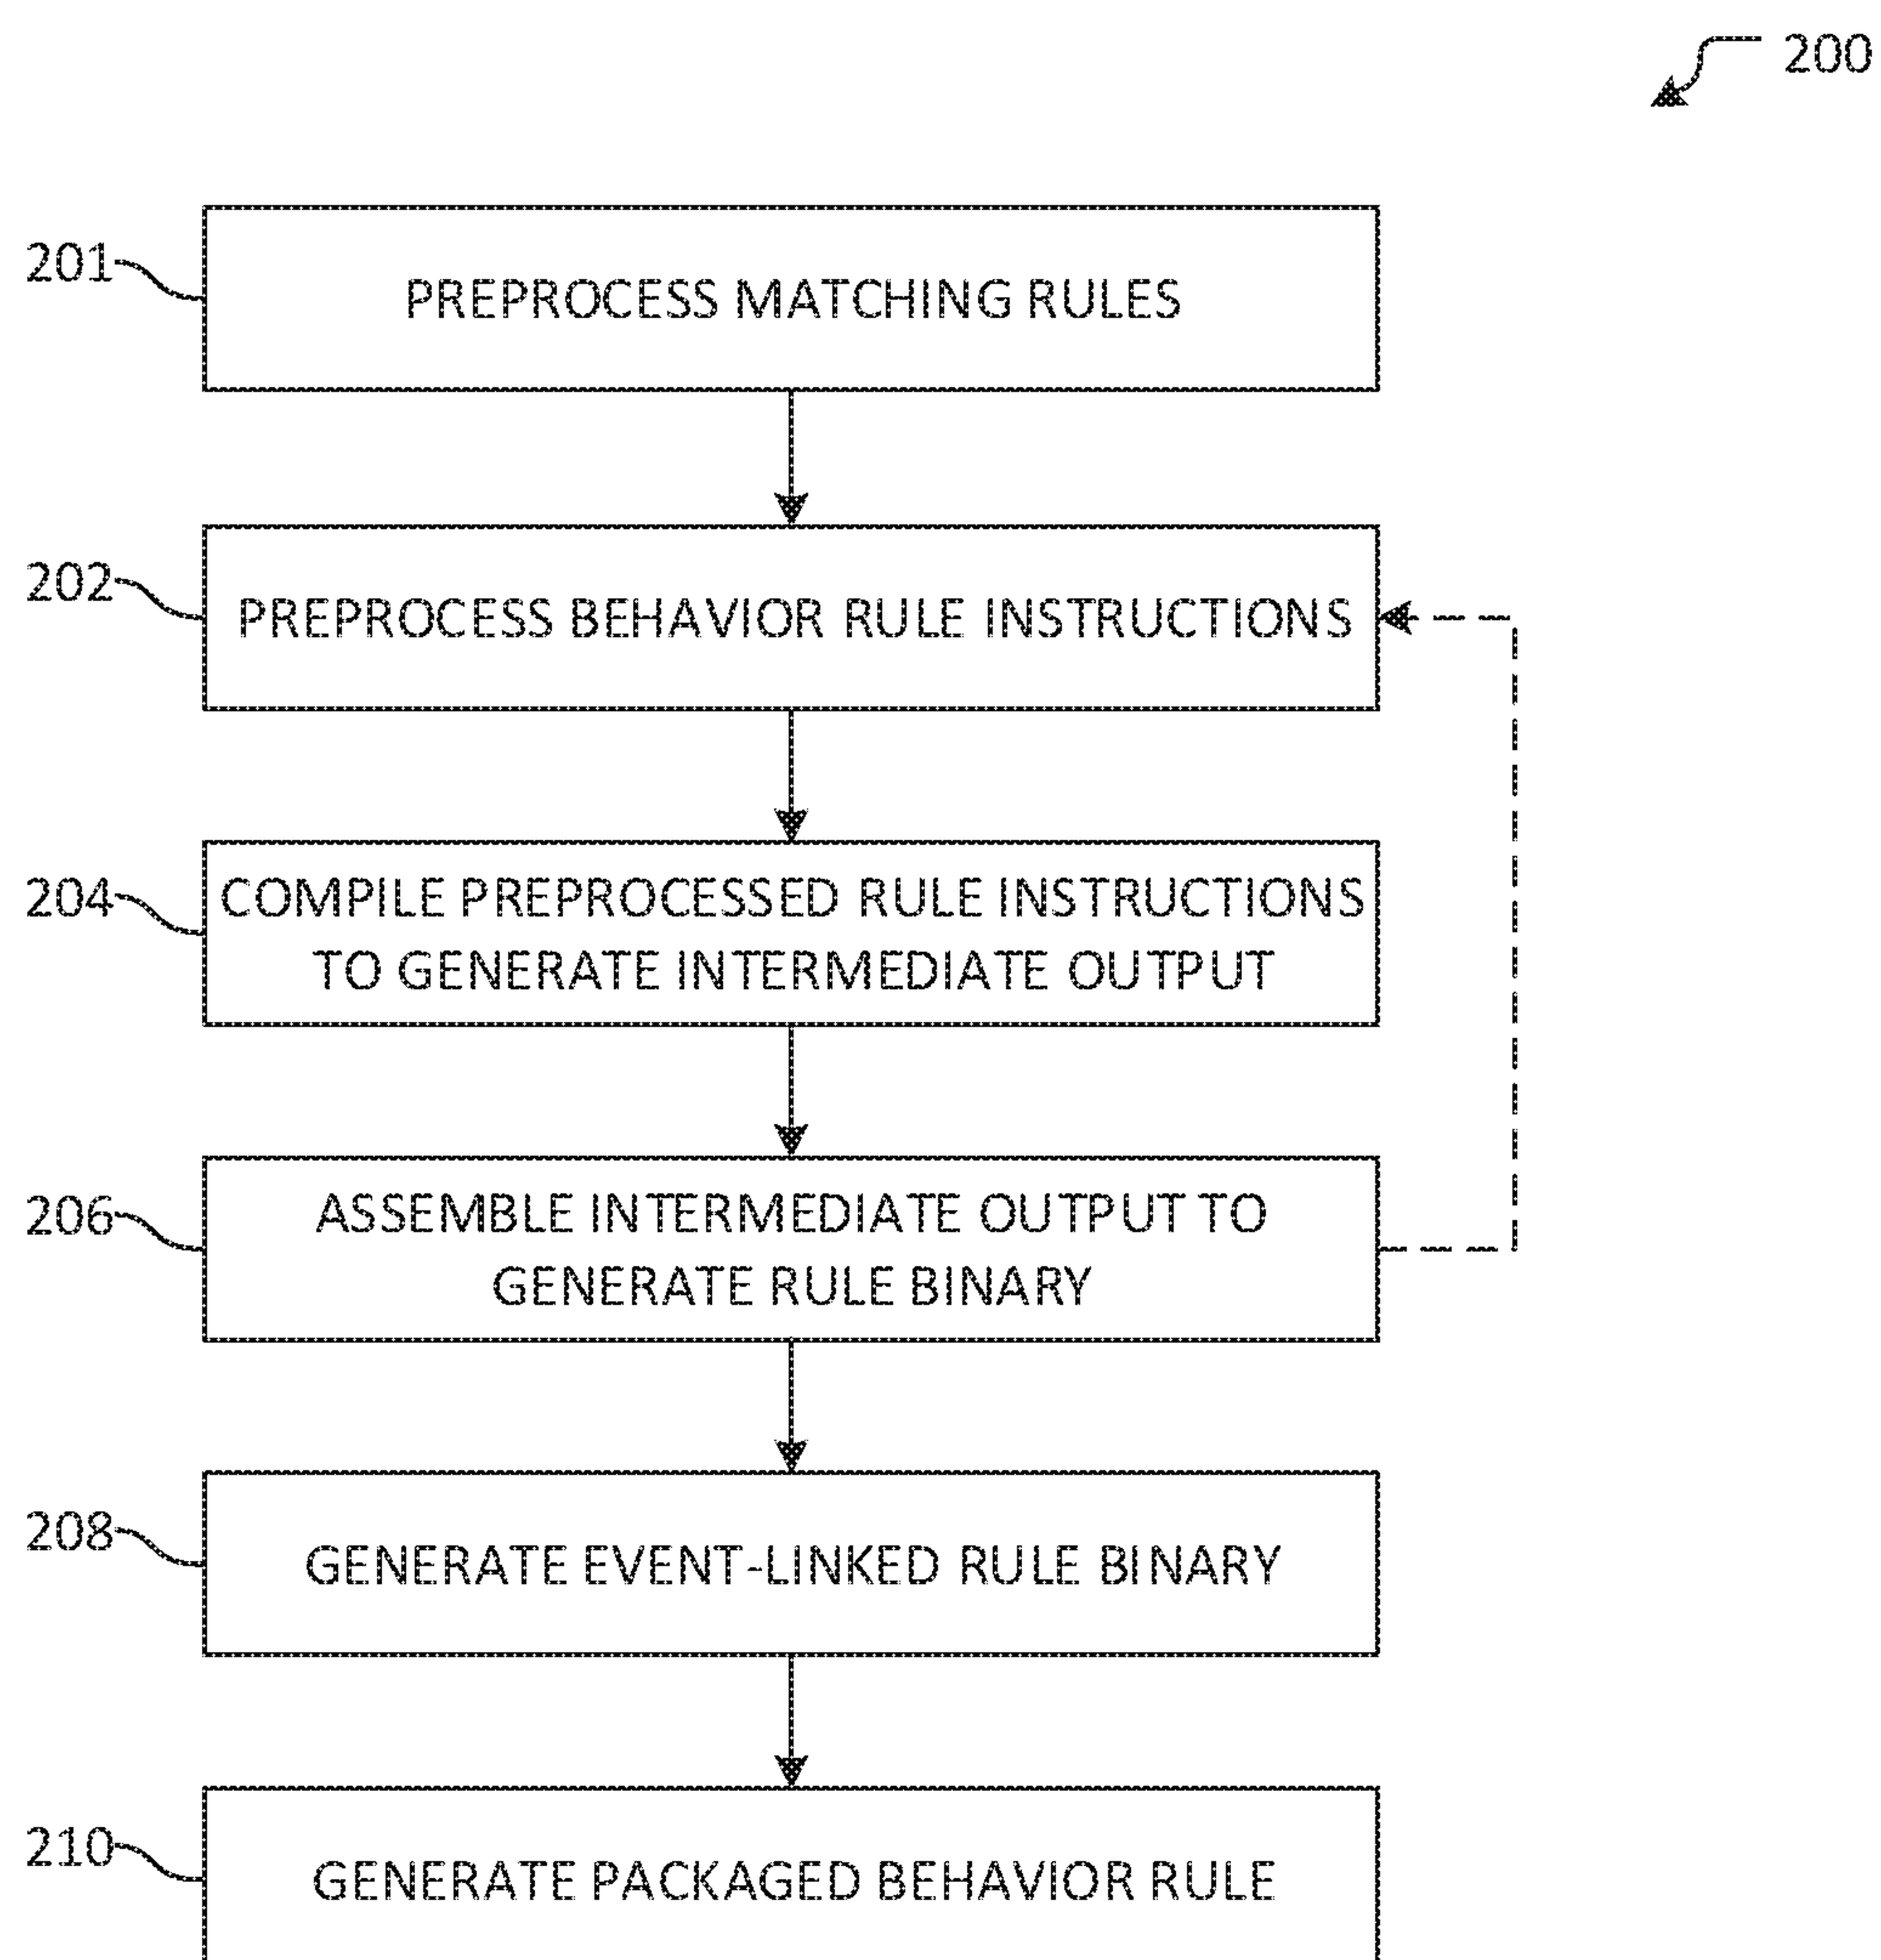 200
201
PREPROCESS MATCHING RULES
202
PREPROCESS BEHAVIOR RULE INSTRUCTIONS
204
COMPILE PREPROCESSED RULE INSTRUCTIONS
TO GENERATE INTERMEDIATE OUTPUT
206
ASSEMBLE INTERMEDIATE OUTPUT TO
GENERATE RULE BINARY
208
GENERATE EVENT-LINKED RULE BINARY
210
GENERATE PACKAGED BEHAVIOR RULE